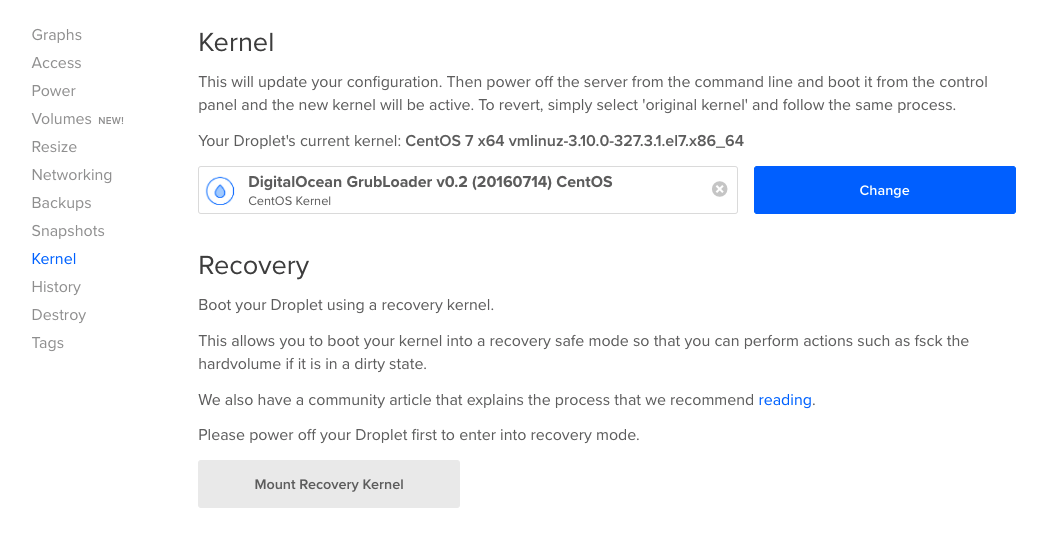 Graphs
Access
Power
Volumes NEW!
Resize
Networking
Backups
Snapshots
Kernel
History
Destroy
Tags
Kernel
This will update your configuration. Then power off the server from the command line and boot it from the control
panel and the new kernel will be active. To revert, simply select 'original kernel' and follow the same process.
Your Droplet's current kernel: CentOS 7 x64 vmlinuz-3.10.0-327.3.1.el7.x86_64
DigitalOcean GrubLoader v0.2 (20160714) CentOS
CentOS Kernel
Change
Recovery
Boot your Droplet using a recovery kernel.
This allows you to boot your kernel into a recovery safe mode so that you can perform actions such as fsck the
hardvolume if it is in a dirty state.
We also have a community article that explains the process that we recommend reading.
Please power off your Droplet first to enter into recovery mode.
Mount Recovery Kernel